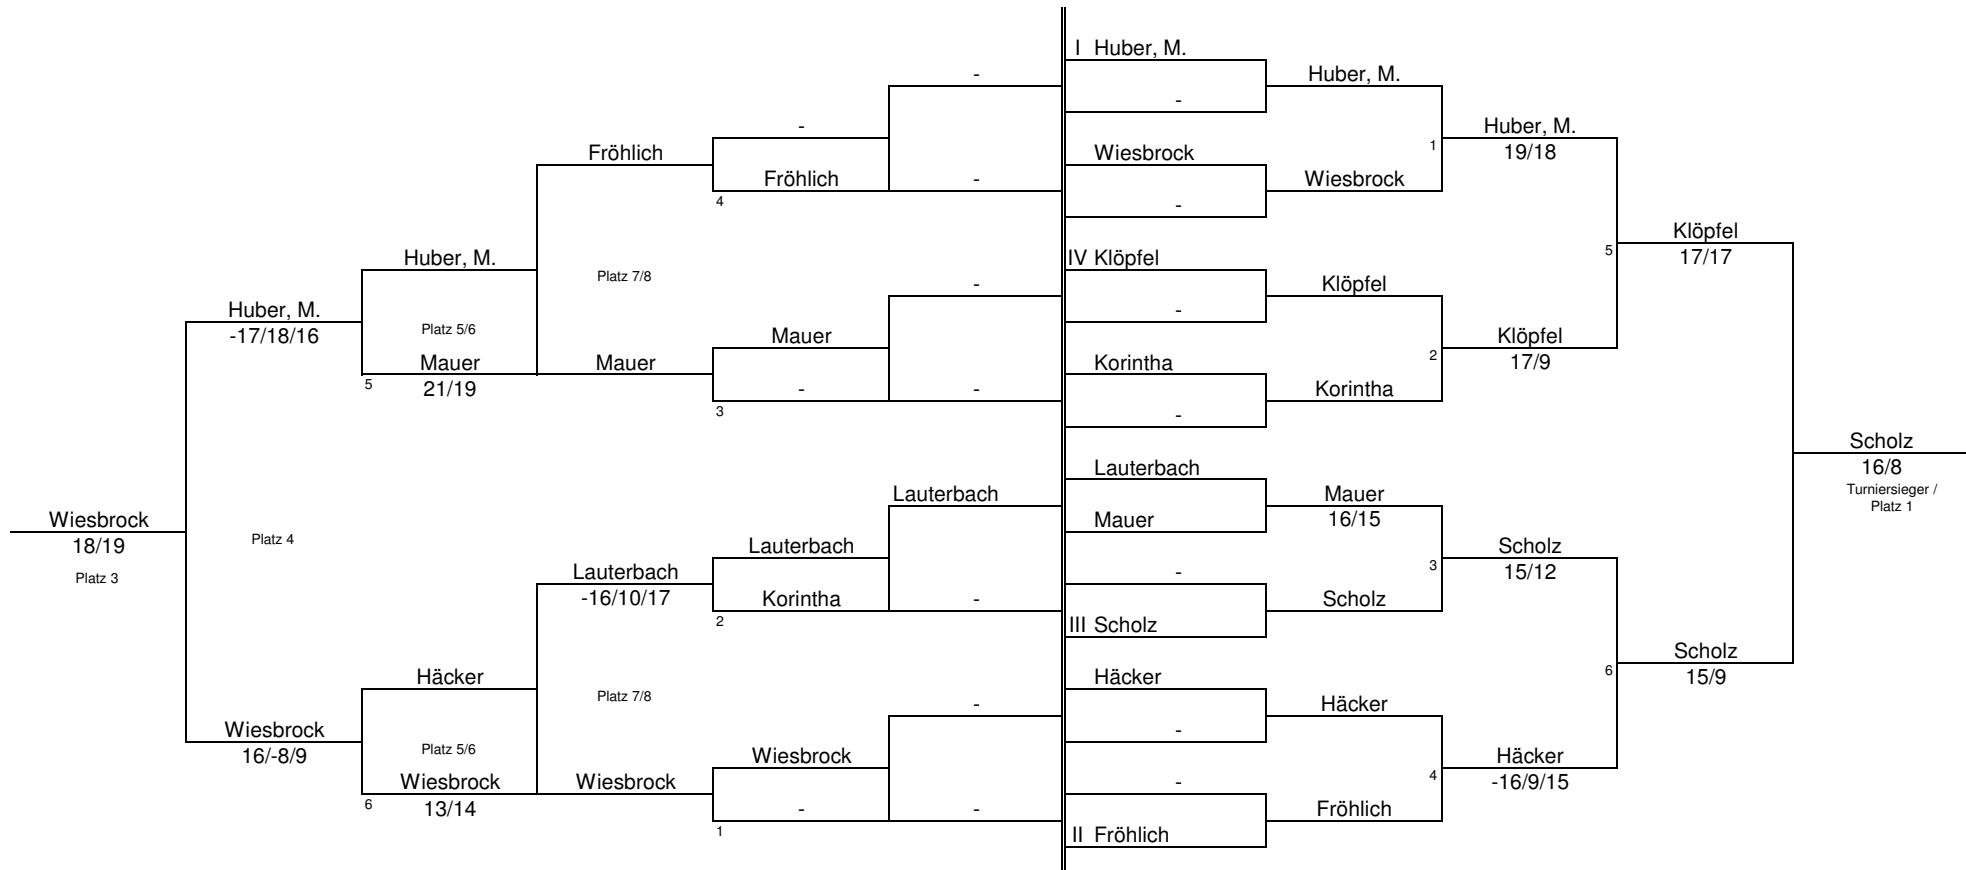 I Huber, M.
-
Huber, M.
-
-
Huber, M.
1
19/18
Fröhlich
Wiesbrock
Fröhlich
-
Wiesbrock
4
-
Klöpfel
17/17
5
Huber, M.
IV Klöpfel
Platz 7/8
-
Klöpfel
Huber, M.
-17/18/16
-
Platz 5/6
Mauer
Klöpfel
17/9
2
Mauer
21/19
5
Mauer
Korintha
-
-
Korintha
3
-
Scholz
16/8
Turniersieger /
Platz 1
Lauterbach
Lauterbach
Mauer
16/15
Wiesbrock
18/19
Platz 3
Platz 4
Mauer
Lauterbach
Scholz
15/12
3
Lauterbach
-16/10/17
-
Korintha
-
Scholz
2
III Scholz
Scholz
15/9
6
Häcker
Häcker
Platz 7/8
-
Häcker
Wiesbrock
16/-8/9
-
Platz 5/6
Wiesbrock
Häcker
-16/9/15
4
Wiesbrock
13/14
6
Wiesbrock
-
-
-
Fröhlich
1
II Fröhlich